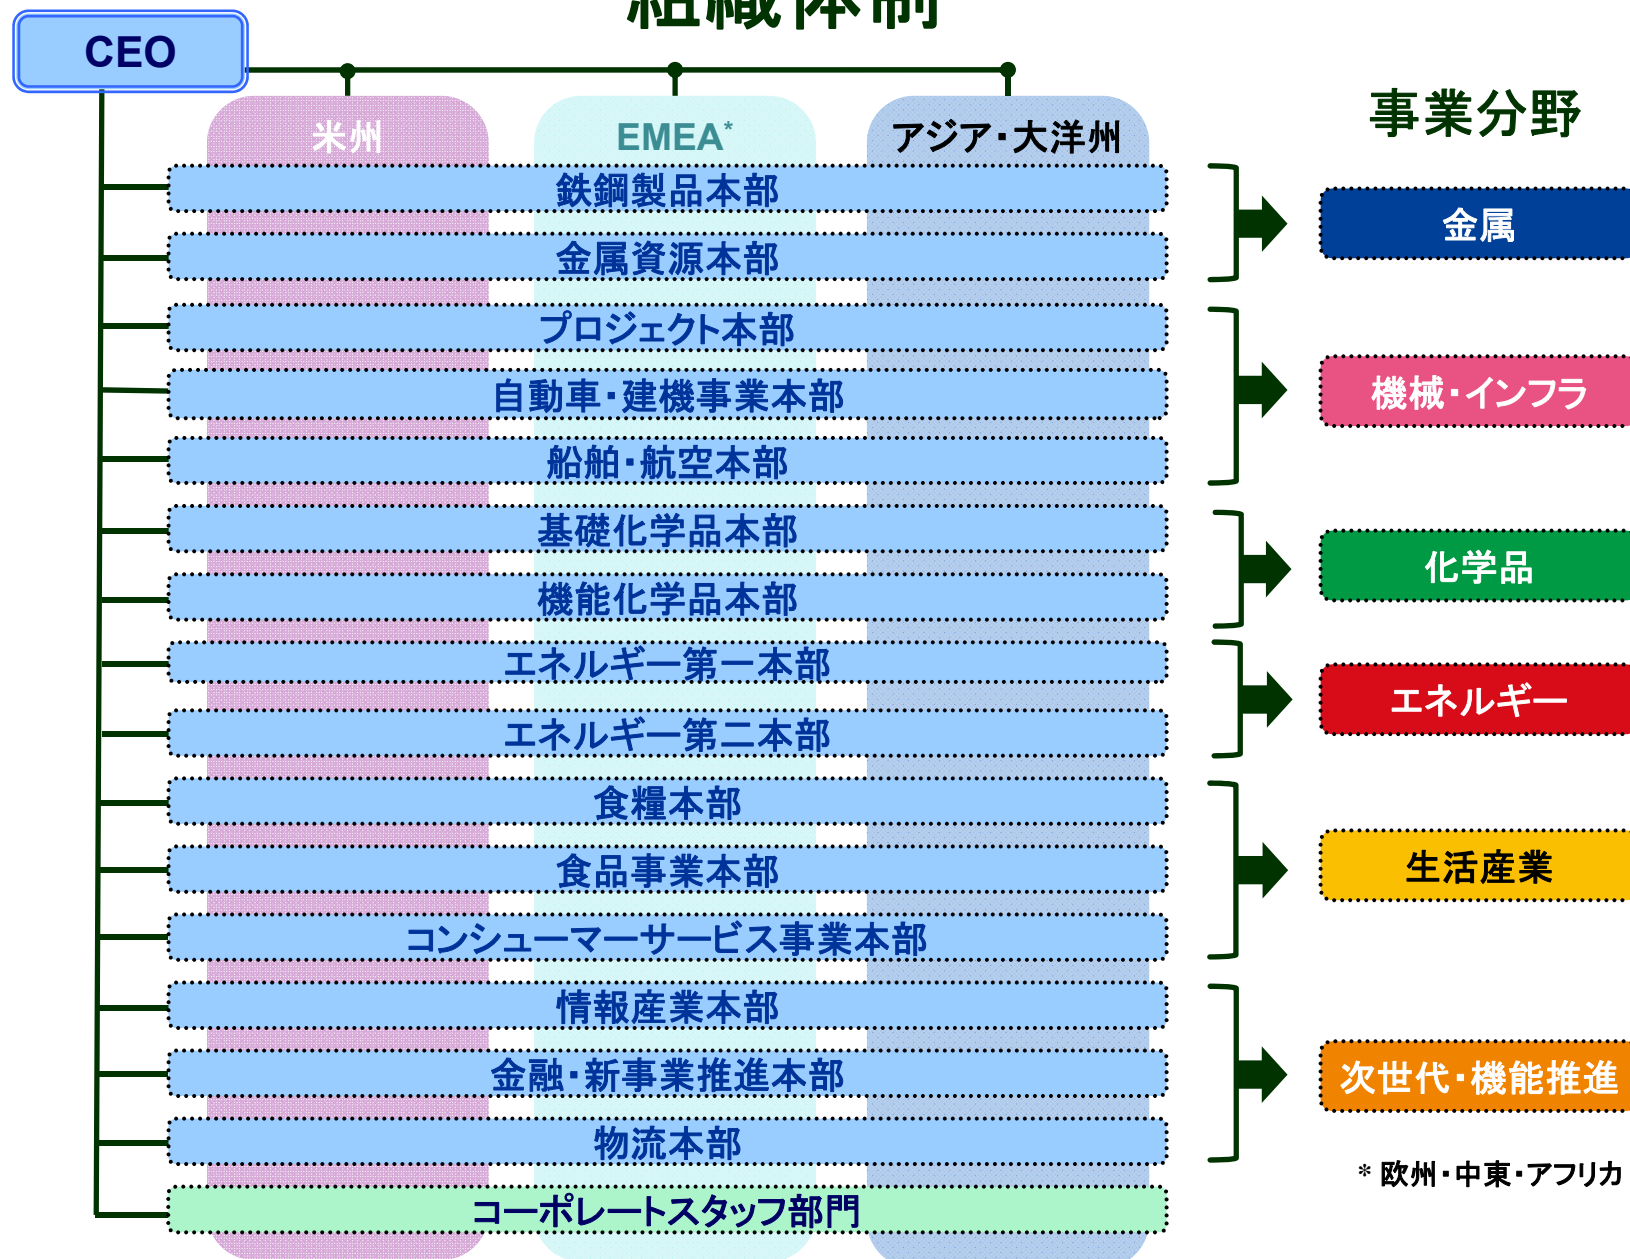 組織体制
CEO
米州
EMEA*
アジア・大洋州
事業分野
鉄鋼製品本部
金属資源本部
金属
プロジェクト本部
自動車・建機事業本部
船舶・航空本部
機械・インフラ
基礎化学品本部
機能化学品本部
化学品
エネルギー第一本部
エネルギー第二本部
エネルギー
食糧本部
食品事業本部
コンシューマーサービス事業本部
生活産業
情報産業本部
金融・新事業推進本部
物流本部
次世代・機能推進
コーポレートスタッフ部門
* 欧州・中東・アフリカ